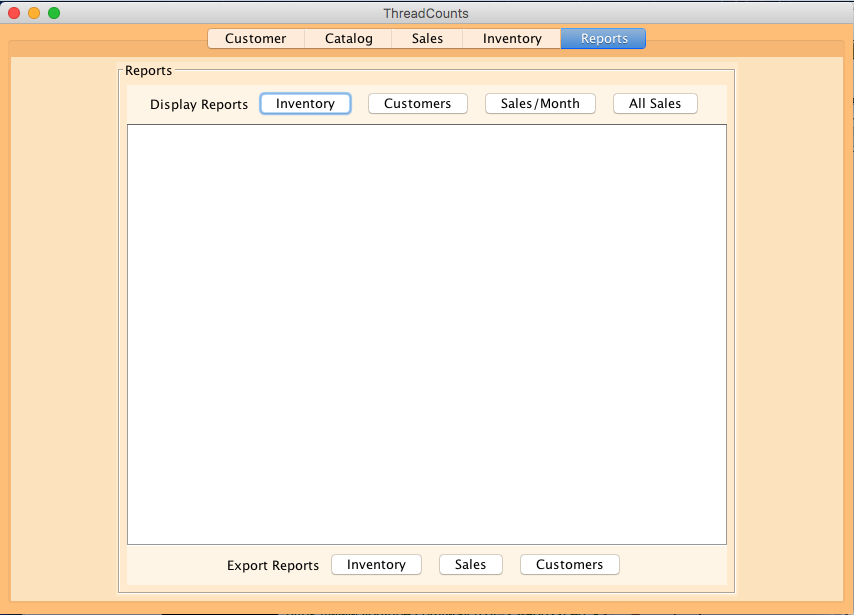 ThreadCounts
Customer Catalog Sales Inventory Reports
Reports
Display Reports Inventory Customers Sales/Month All Sales
Export Reports Inventory Sales Customers